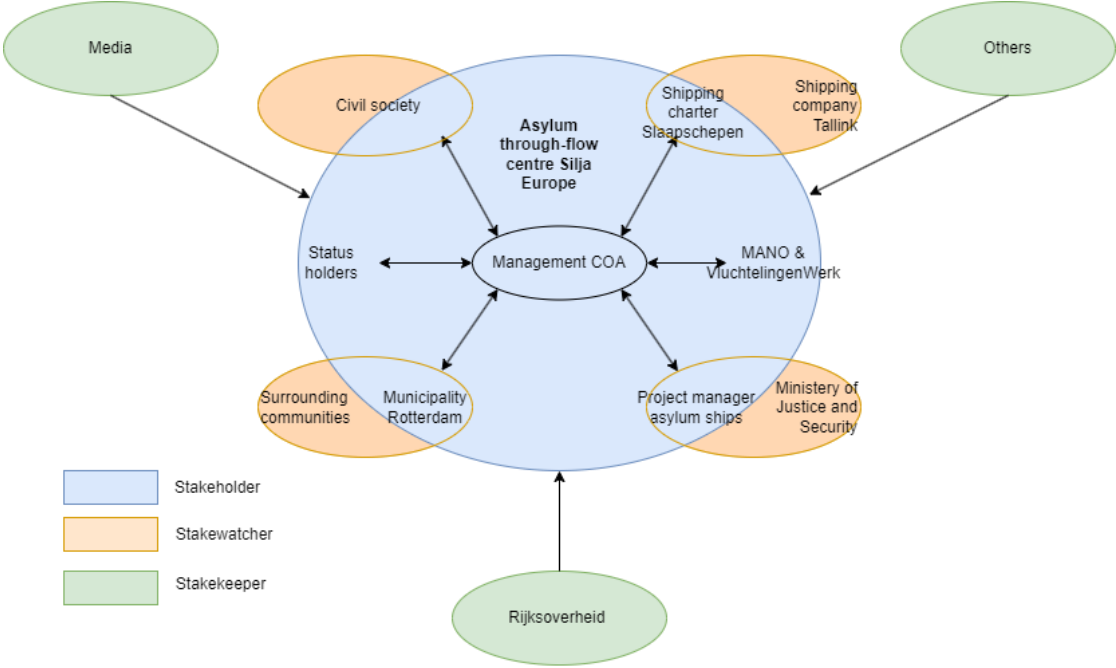 Media
Others
Civil society
Shipping
charter
Slaapschepen
Shipping
company
Tallink
Asylum
through-flow
centre Silja
Europe
Status
holders
Management COA
MANO &
VluchtelingenWerk
Surrounding
communities
Municipality
Rotterdam
Project manager
asylum ships
Ministery of
Justice and
Security
Stakeholder
Stakewatcher
Stakekeeper
Rijksoverheid